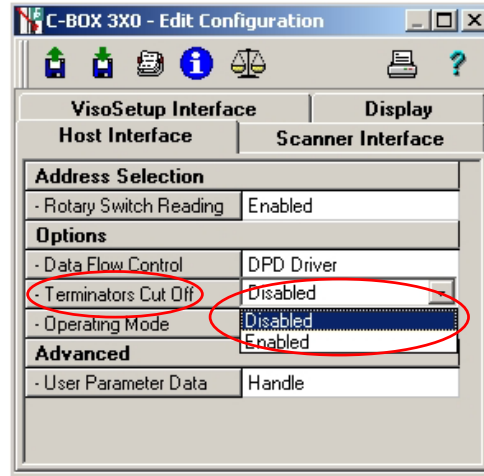 C-BOX 3X0 - Edit Configuration
VisoSetup Interface Display
Host Interface Scanner Interface
Address Selection
- Rotary Switch Reading Enabled
Options
- Data Flow Control DPD Driver
- Terminators Cut Off Disabled
- Operating Mode Disabled
Enabled
Advanced
- User Parameter Data Handle